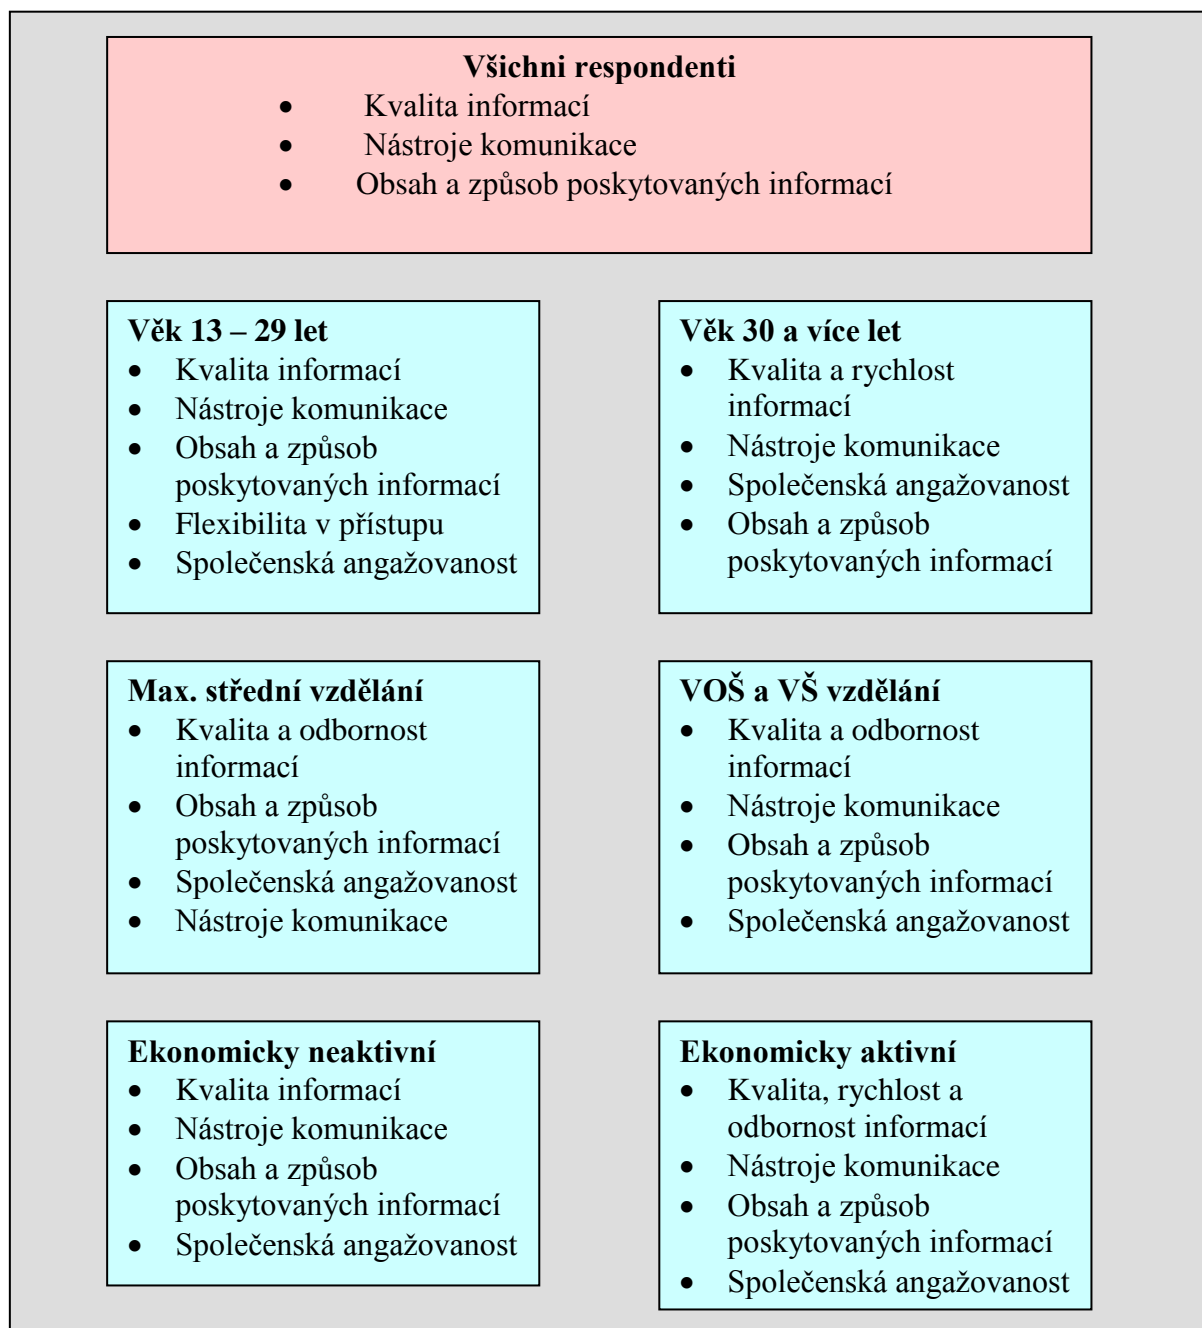 Všichni respondenti
• Kvalita informací
• Nástroje komunikace
• Obsah a způsob poskytovaných informací
Věk 13 – 29 let
• Kvalita informací
• Nástroje komunikace
• Obsah a způsob
poskytovaných informací
• Flexibilita v přístupu
• Společenská angažovanost
Věk 30 a více let
• Kvalita a rychlost
informací
• Nástroje komunikace
• Společenská angažovanost
• Obsah a způsob
poskytovaných informací
Max. střední vzdělání
• Kvalita a odbornost
informací
• Obsah a způsob
poskytovaných informací
• Společenská angažovanost
• Nástroje komunikace
VOŠ a VŠ vzdělání
• Kvalita a odbornost
informací
• Nástroje komunikace
• Obsah a způsob
poskytovaných informací
• Společenská angažovanost
Ekonomicky neaktivní
• Kvalita informací
• Nástroje komunikace
• Obsah a způsob
poskytovaných informací
• Společenská angažovanost
Ekonomicky aktivní
• Kvalita, rychlost a
odbornost informací
• Nástroje komunikace
• Obsah a způsob
poskytovaných informací
• Společenská angažovanost